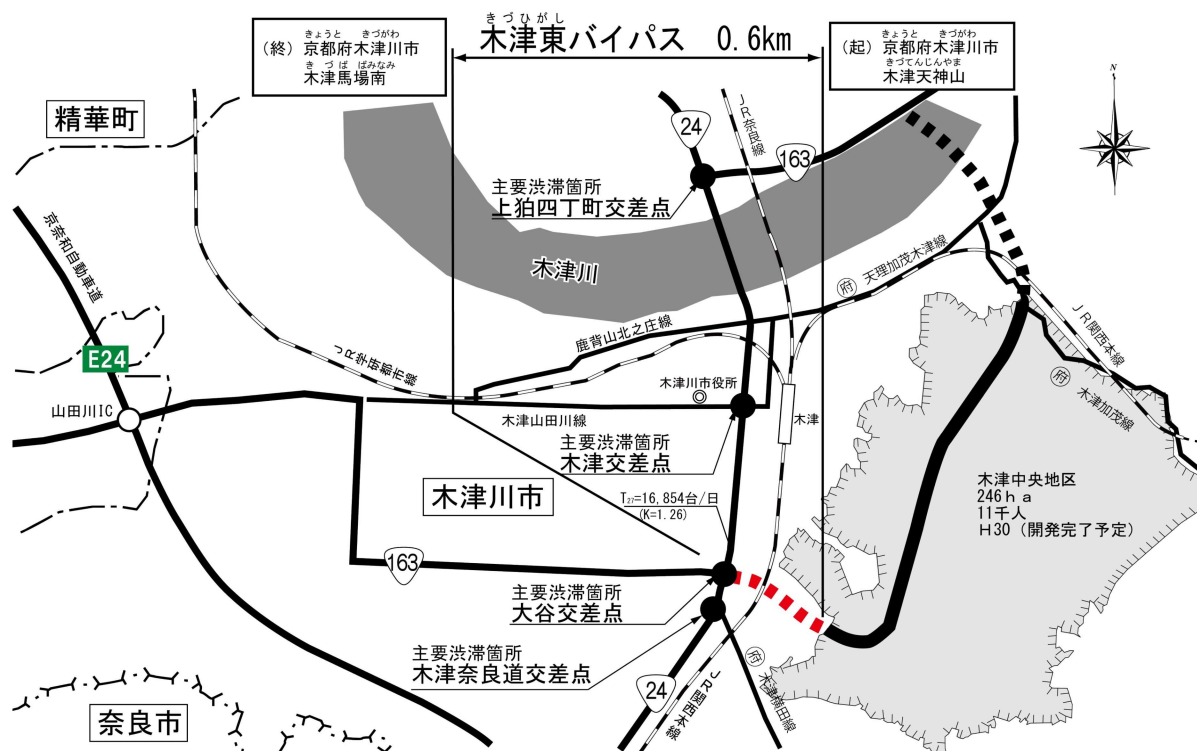 きづひがし
木津東バイパス 0.6km
きょうと きづがわ
(終)京都府木津川市
きづば ばみなみ
木津馬場南
きょうと きづがわ
(起)京都府木津川市
きづてんじんやま
木津天神山
N
精華町
24
JR奈良線
163
主要渋滞箇所
上狛四丁町交差点
京奈和自動車道
木津川
府 天理加茂木津線
鹿背山北之庄線
JR関西本線
E24
JR学研都市線
木津川市役所
府 木津加茂線
山田川IC
木津山田川線
木津
主要渋滞箇所
木津交差点
木津中央地区
246ha
11千人
H30(開発完了予定)
木津川市
T27=16,854台/日
(K=1.26)
163
主要渋滞箇所
大谷交差点
主要渋滞箇所
木津奈良道交差点
府 木津横田線
24
JR関西本線
奈良市